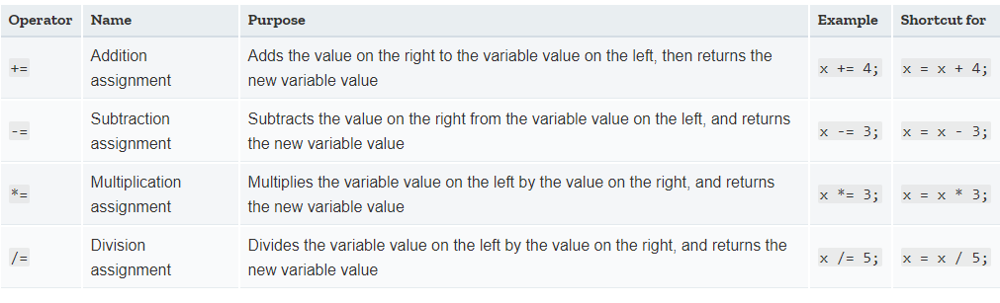 Operator Name Purpose Example Shortcut for
+= Addition assignment Adds the value on the right to the variable value on the left, then returns the new variable value x += 4; x = x + 4;
-= Subtraction assignment Subtracts the value on the right from the variable value on the left, and returns the new variable value x -= 3; x = x - 3;
*= Multiplication assignment Multiplies the variable value on the left by the value on the right, and returns the new variable value x *= 3; x = x * 3;
/= Division assignment Divides the variable value on the left by the value on the right, and returns the new variable value x /= 5; x = x / 5;